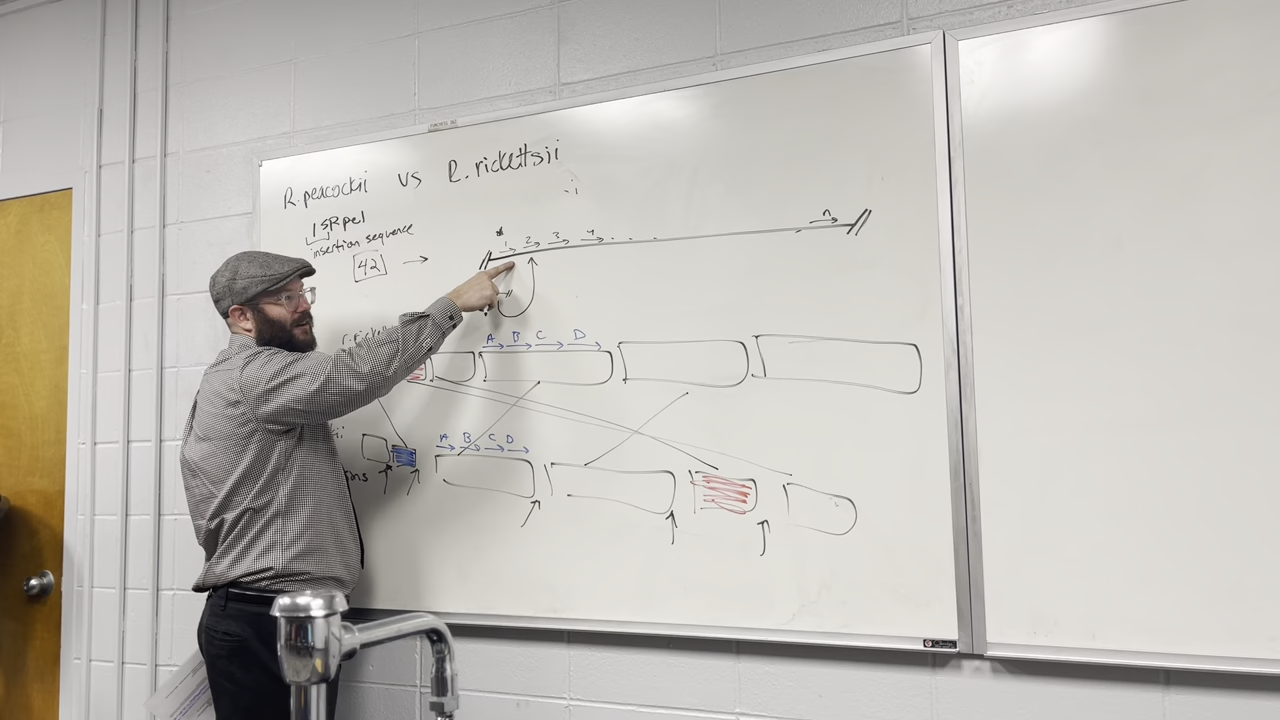 R.peacockii vs R.rickettsii
ISRpe1
insertion sequence
42
1 2 3 4 . . . n
A B C D
A B C D